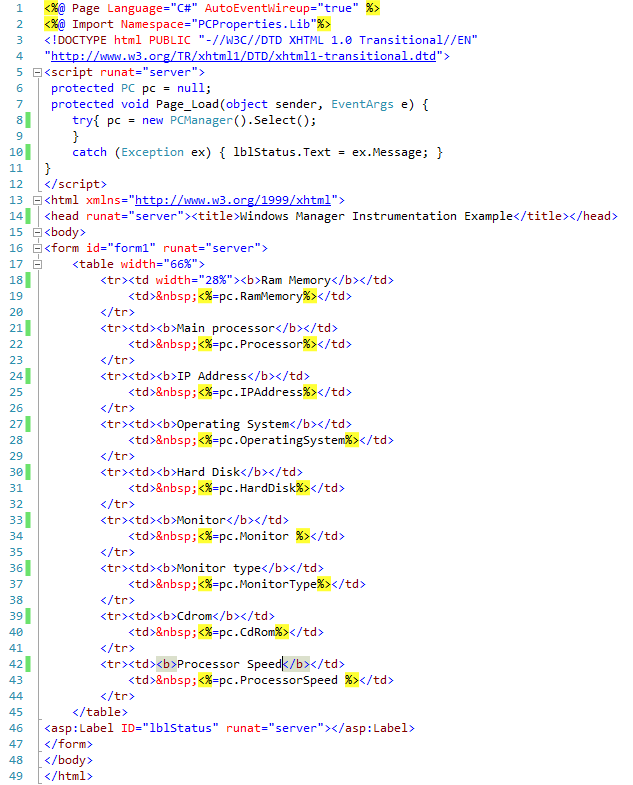 1 <%@ Page Language="C#" AutoEventWireup="true" %>
2 <%@ Import Namespace="PCProperties.Lib"%>
3 <!DOCTYPE html PUBLIC "-//W3C//DTD XHTML 1.0 Transitional//EN"
4 "http://www.w3.org/TR/xhtml1/DTD/xhtml1-transitional.dtd">
5 <script runat="server">
6 protected PC pc = null;
7 protected void Page_Load(object sender, EventArgs e) {
8 try{ pc = new PCManager().Select();
9 }
10 catch (Exception ex) { lblStatus.Text = ex.Message; }
11 }
12 </script>
13 <html xmlns="http://www.w3.org/1999/xhtml">
14 <head runat="server"><title>Windows Manager Instrumentation Example</title></head>
15 <body>
16 <form id="form1" runat="server">
17 <table width="66%">
18 <tr><td width="28%"><b>Ram Memory</b></td>
19 <td>&nbsp;<%=pc.RamMemory%></td>
20 </tr>
21 <tr><td><b>Main processor</b></td>
22 <td>&nbsp;<%=pc.Processor%></td>
23 </tr>
24 <tr><td><b>IP Address</b></td>
25 <td>&nbsp;<%=pc.IPAddress%></td>
26 </tr>
27 <tr><td><b>Operating System</b></td>
28 <td>&nbsp;<%=pc.OperatingSystem%></td>
29 </tr>
30 <tr><td><b>Hard Disk</b></td>
31 <td>&nbsp;<%=pc.HardDisk%></td>
32 </tr>
33 <tr><td><b>Monitor</b></td>
34 <td>&nbsp;<%=pc.Monitor %></td>
35 </tr>
36 <tr><td><b>Monitor type</b></td>
37 <td>&nbsp;<%=pc.MonitorType%></td>
38 </tr>
39 <tr><td><b>Cdrom</b></td>
40 <td>&nbsp;<%=pc.CdRom%></td>
41 </tr>
42 <tr><td><b>Processor Speed</b></td>
43 <td>&nbsp;<%=pc.ProcessorSpeed %></td>
44 </tr>
45 </table>
46 <asp:Label ID="lblStatus" runat="server"></asp:Label>
47 </form>
48 </body>
49 </html>